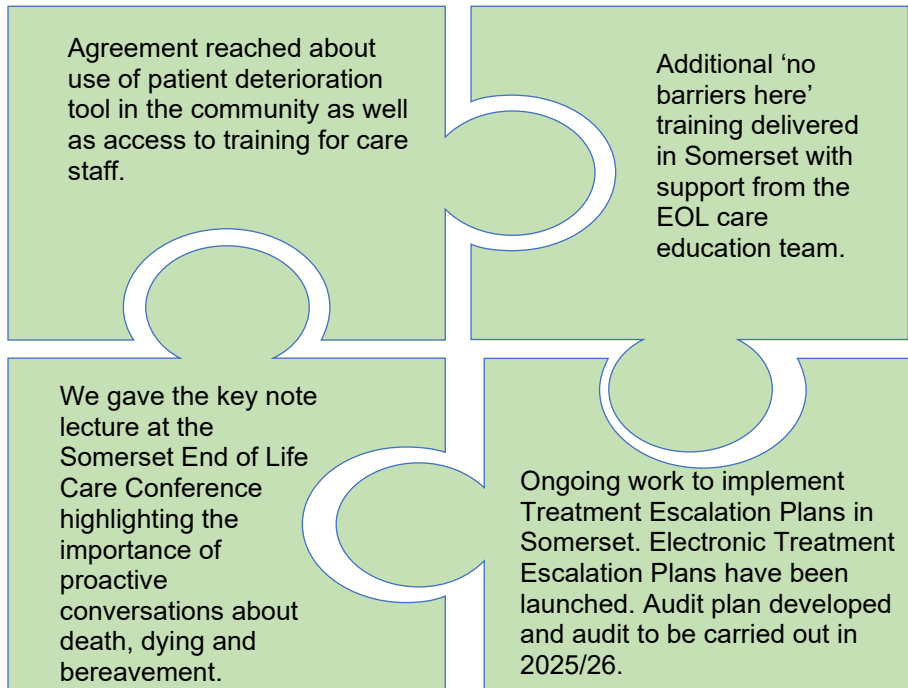 Agreement reached about
use of patient deterioration
tool in the community as well
as access to training for care
staff.
Additional ‘no
barriers here’
training delivered
in Somerset with
support from the
EOL care
education team.
We gave the key note
lecture at the
Somerset End of Life
Care Conference
highlighting the
importance of
proactive
conversations about
death, dying and
bereavement.
Ongoing work to implement
Treatment Escalation Plans in
Somerset. Electronic Treatment
Escalation Plans have been
launched. Audit plan developed
and audit to be carried out in
2025/26.